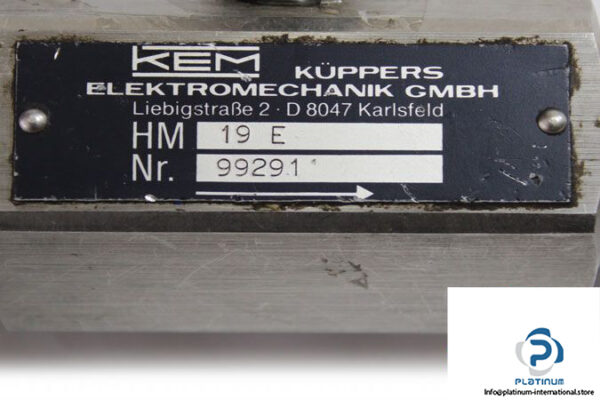 KEM KÜPPERS
ELEKTROMECHANIK GMBH
Liebigstraße 2 · D 8047 Karlsfeld
HM 19 E
Nr. 99291
PLATINUM
Info@platinum-international.store